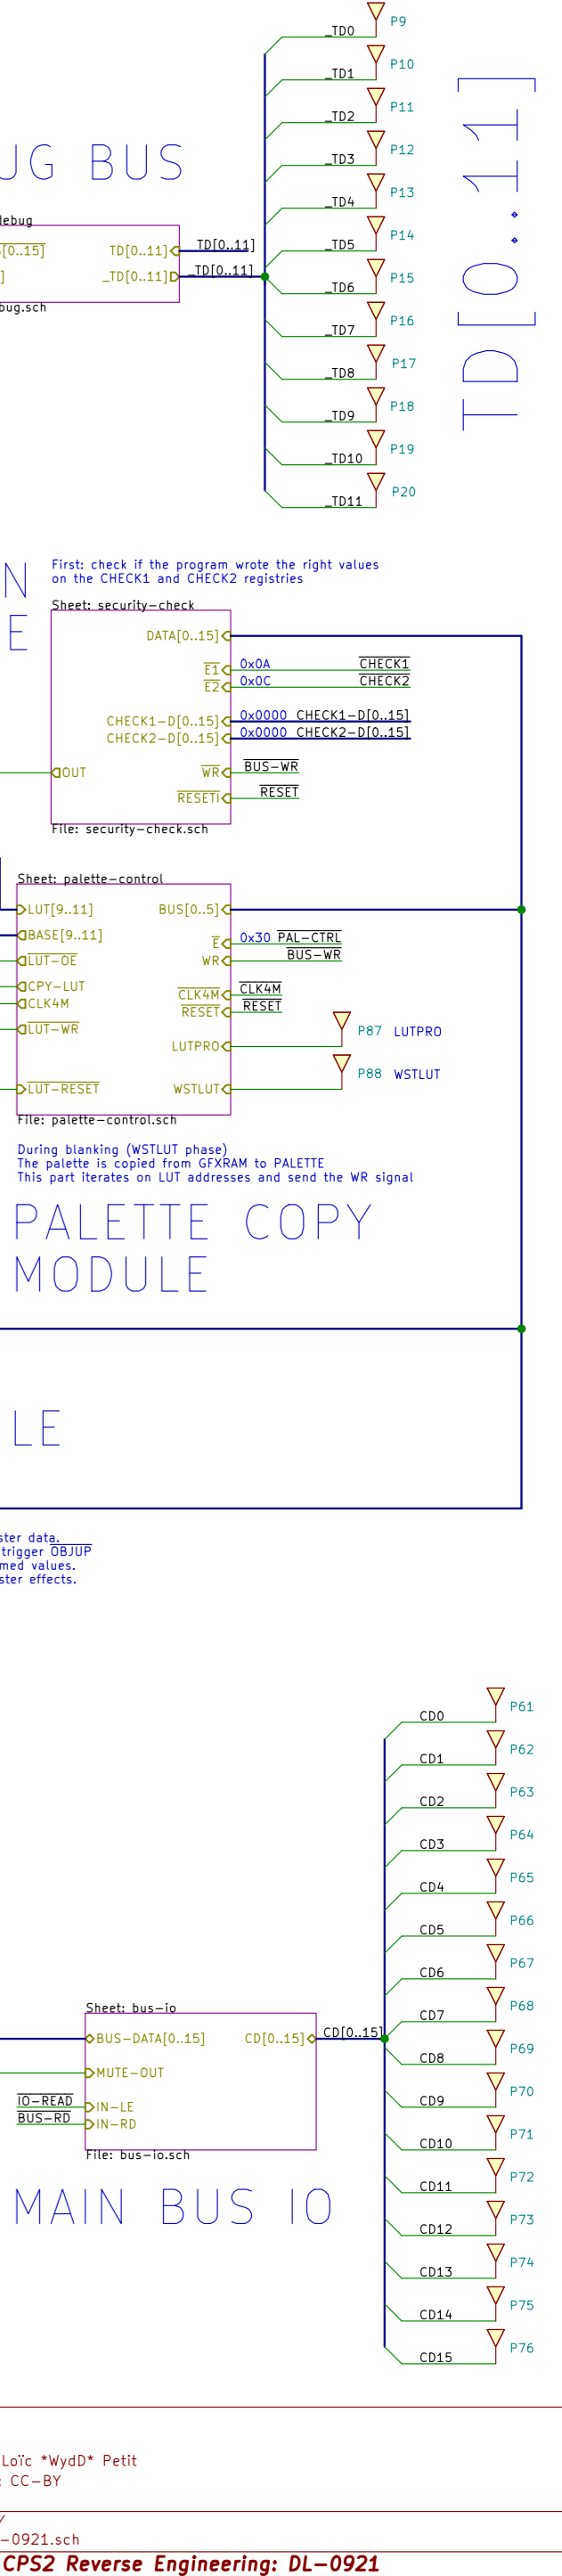 _TD0 P9
_TD1 P10
_TD2 P11
_TD3 P12
_TD4 P13
_TD5 P14
_TD6 P15
_TD7 P16
_TD8 P17
_TD9 P18
_TD10 P19
_TD11 P20
TD[0..11]
UG BUS
[0..15] TD[0..11] TD[0..11]
] _TD[0..11] _TD[0..11]
bug.sch
N
E
First: check if the program wrote the right values
on the CHECK1 and CHECK2 registries
Sheet: security-check
DATA[0..15]
E1 0x0A CHECK1
E2 0x0C CHECK2
CHECK1-D[0..15] 0x0000 CHECK1-D[0..15]
CHECK2-D[0..15] 0x0000 CHECK2-D[0..15]
OUT WR BUS-WR
RESETI RESET
File: security-check.sch
Sheet: palette-control
LUT[9..11] BUS[0..5]
BASE[9..11] E 0x30 PAL-CTRL
LUT-OE WR BUS-WR
CPY-LUT CLK4M CLK4M
CLK4M RESET RESET
LUT-WR P87 LUTPRO
LUTPRO
P88 WSTLUT
LUT-RESET WSTLUT
File: palette-control.sch
During blanking (WSTLUT phase)
The palette is copied from GFXRAM to PALETTE
This part iterates on LUT addresses and send the WR signal
PALETTE COPY
MODULE
LE
ster data.
trigger OBJUP
med values.
ster effects.
CD0 P61
CD1 P62
CD2 P63
CD3 P64
CD4 P65
CD5 P66
CD6 P67
CD7 P68
CD8 P69
CD9 P70
CD10 P71
CD11 P72
CD12 P73
CD13 P74
CD14 P75
CD15 P76
Sheet: bus-io
BUS-DATA[0..15] CD[0..15] CD[0..15]
MUTE-OUT
IO-READ IN-LE
BUS-RD IN-RD
File: bus-io.sch
MAIN BUS IO
Loïc *WydD* Petit
: CC-BY
/
-0921.sch
CPS2 Reverse Engineering: DL-0921